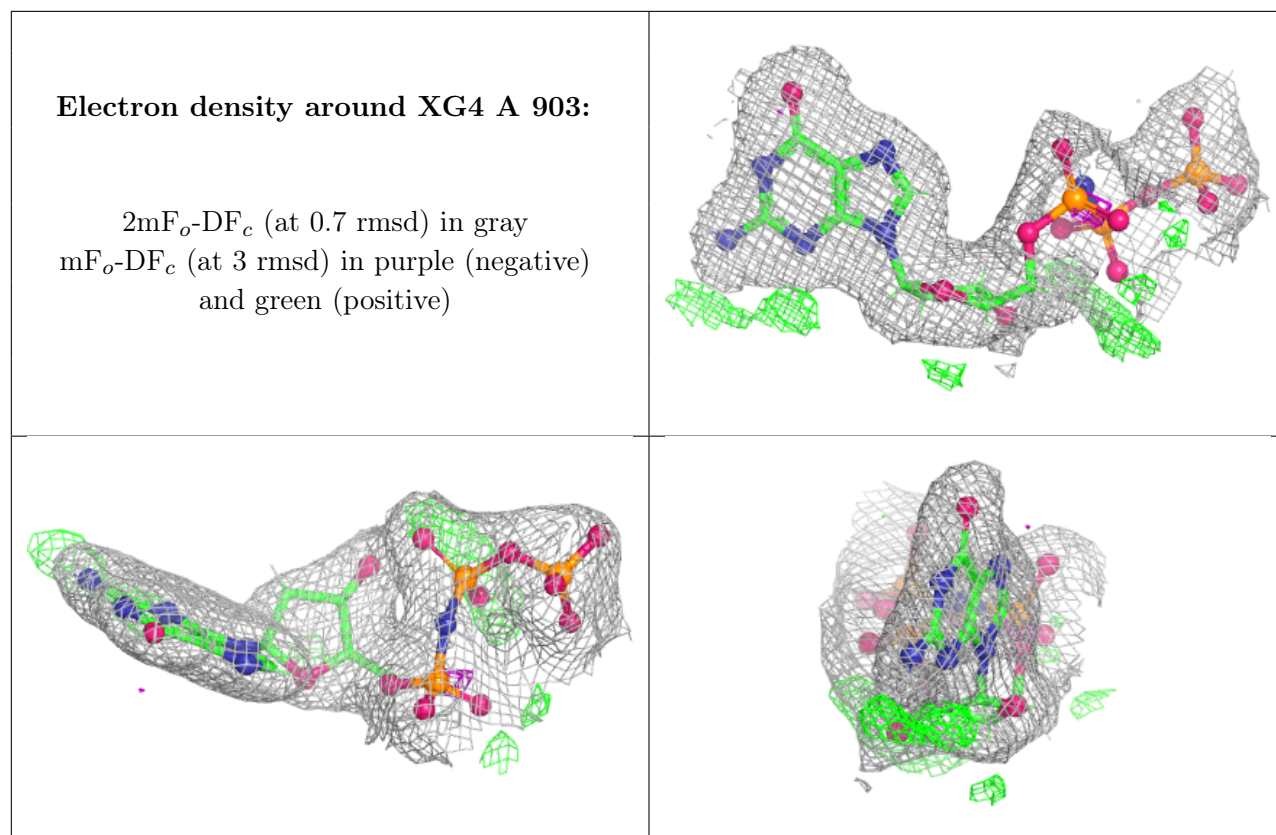 Electron density around XG4 A 903:
2mFo-DFc (at 0.7 rmsd) in gray
mFo-DFc (at 3 rmsd) in purple (negative)
and green (positive)